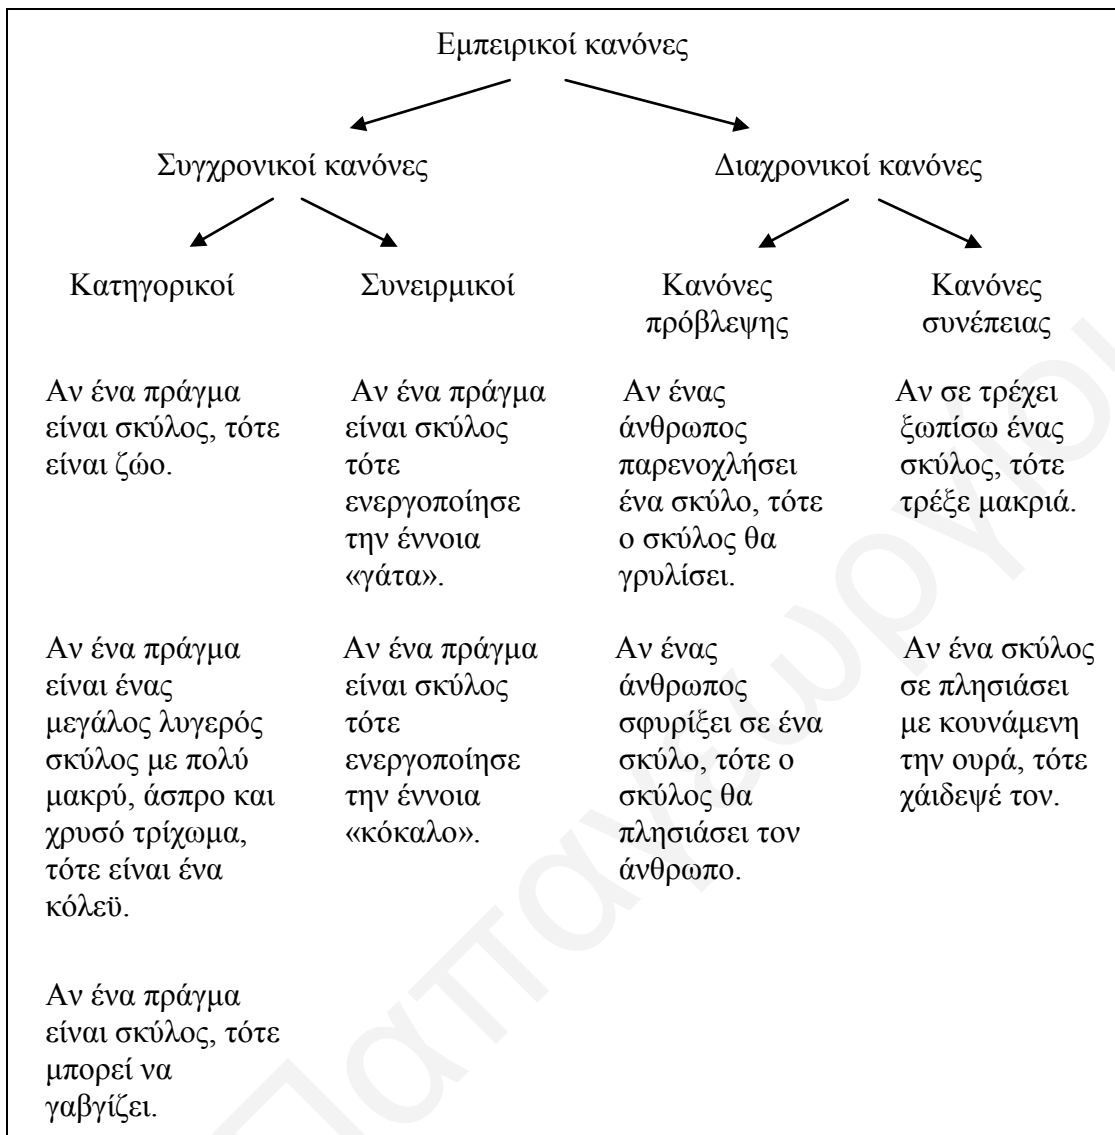 Εμπειρικοί κανόνες
Συγχρονικοί κανόνες
Διαχρονικοί κανόνες
Κατηγορικοί
Συνειρμικοί
Κανόνες
πρόβλεψης
Κανόνες
συνέπειας
Αν ένα πράγμα
είναι σκύλος, τότε
είναι ζώο.
Αν ένα πράγμα
είναι σκύλος
τότε
ενεργοποίησε
την έννοια
«γάτα».
Αν ένας
άνθρωπος
παρενοχλήσει
ένα σκύλο, τότε
ο σκύλος θα
γρυλίσει.
Αν σε τρέχει
ξωπίσω ένας
σκύλος, τότε
τρέξε μακριά.
Αν ένα πράγμα
είναι ένας
μεγάλος λυγερός
σκύλος με πολύ
μακρύ, άσπρο και
χρυσό τρίχωμα,
τότε είναι ένα
κόλεϋ.
Αν ένα πράγμα
είναι σκύλος
τότε
ενεργοποίησε
την έννοια
«κόκαλο».
Αν ένας
άνθρωπος
σφυρίξει σε ένα
σκύλο, τότε ο
σκύλος θα
πλησιάσει τον
άνθρωπο.
Αν ένα σκύλος
σε πλησιάσει
με κουνάμενη
την ουρά, τότε
χάιδεψέ τον.
Αν ένα πράγμα
είναι σκύλος, τότε
μπορεί να
γαβγίζει.
Παπαγεωργίου